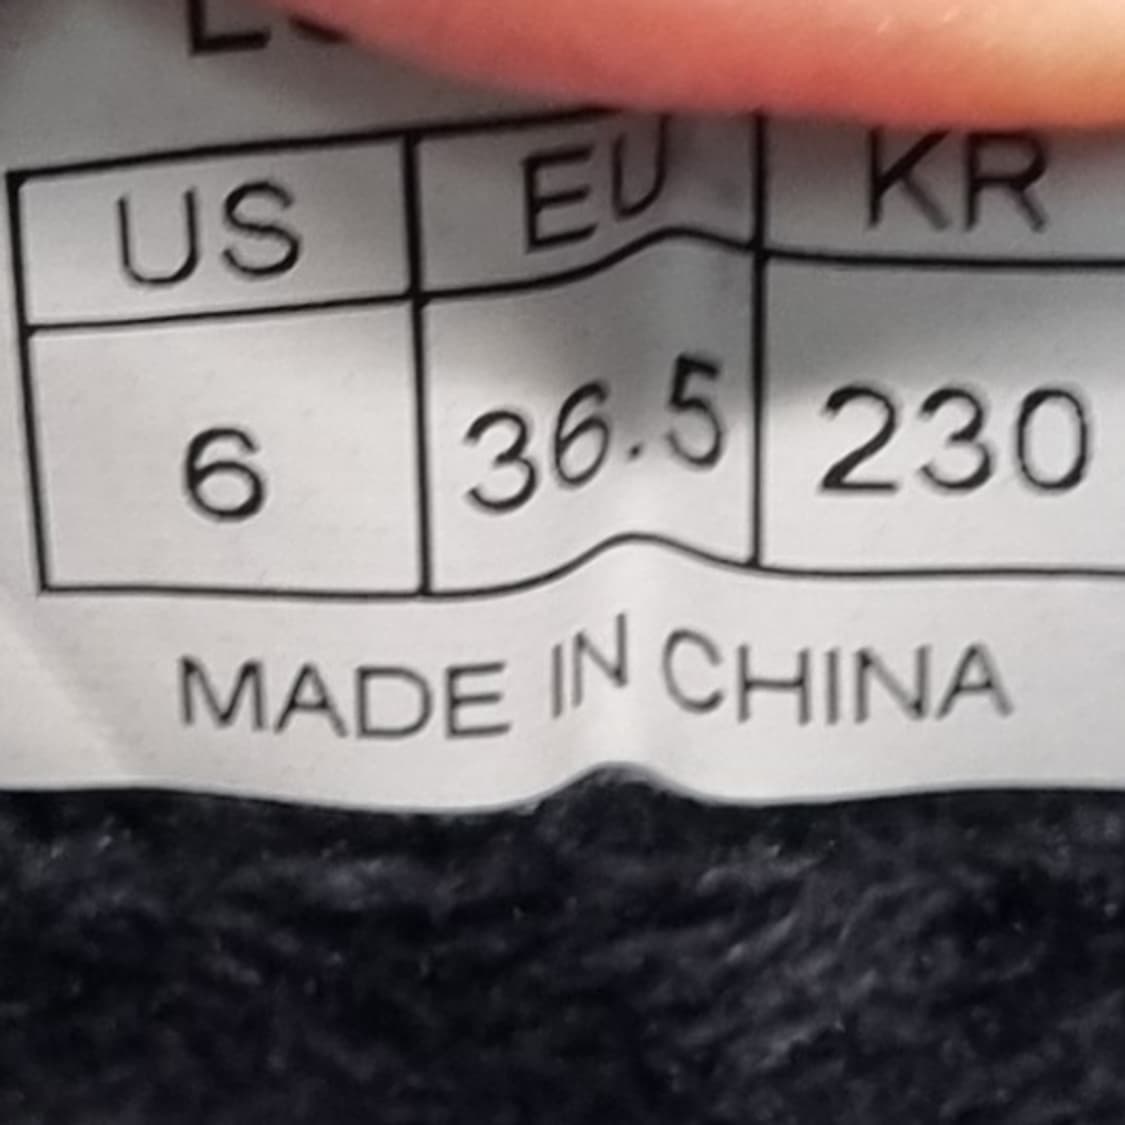 US EU KR
6 36.5 230
MADE IN CHINA